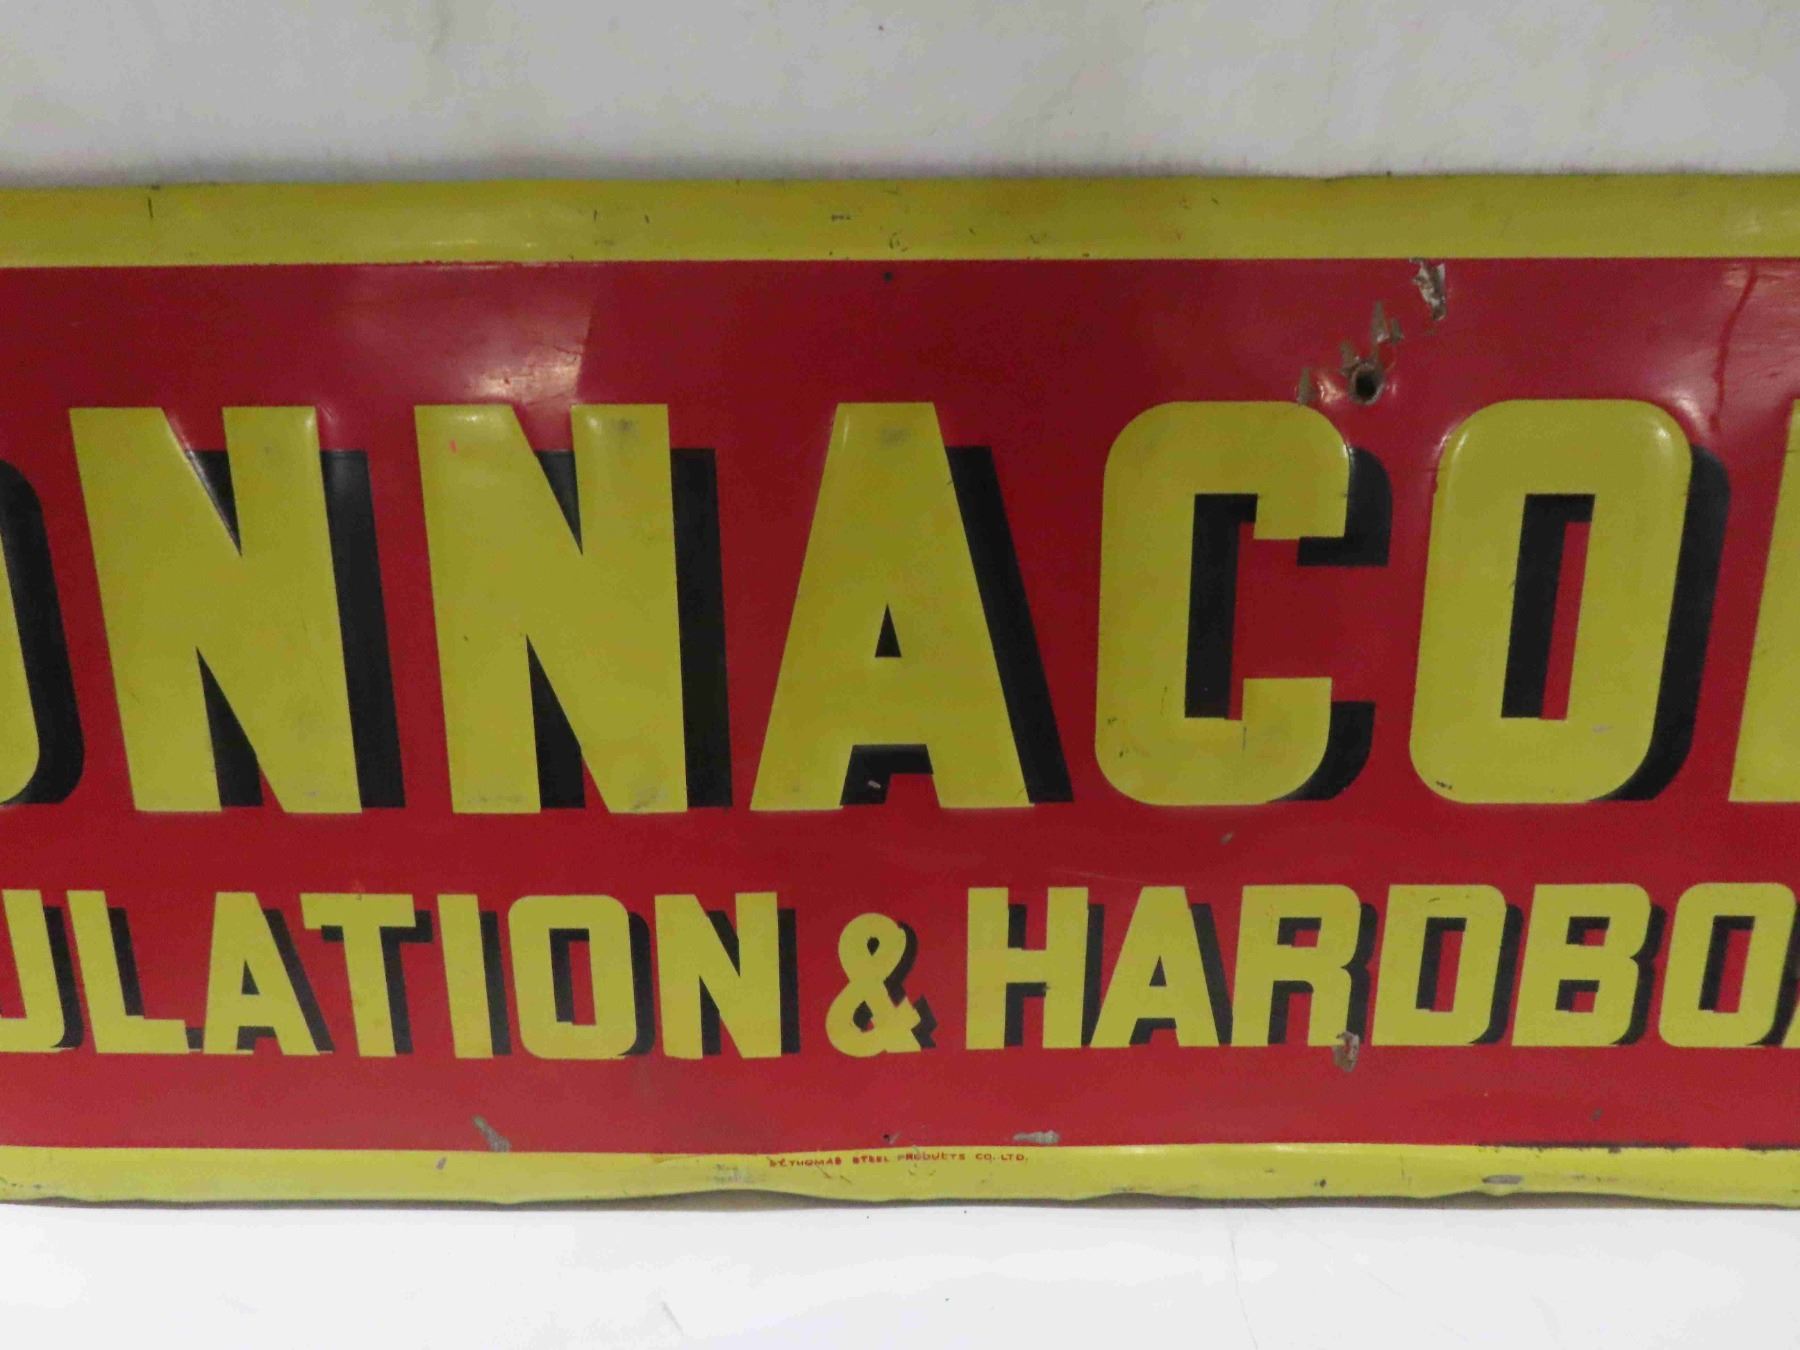 ONNACO
ULATION & HARDBO
ST. THOMAS STEEL PRODUCTS CO. LTD.